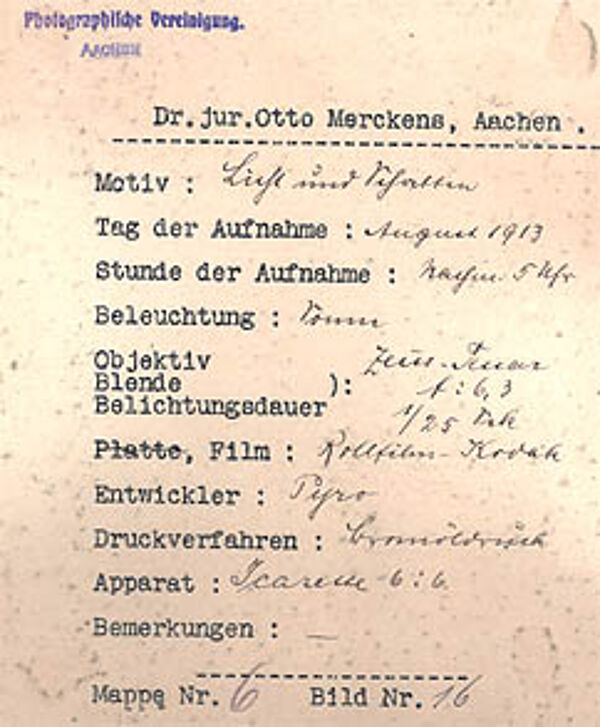 Photographische Vereinigung.
AACHEN
Dr.jur.Otto Merckens, Aachen .
Motiv : Licht und Schatten
Tag der Aufnahme : August 1913
Stunde der Aufnahme : Nachm 5 Uhr
Beleuchtung : Sonne
Objektiv Zeiss-Tessar
Blende ): f : 6,3
Belichtungsdauer 1/25 Sek
Platte, Film : Rollfilm - Kodak
Entwickler : Pyro
Druckverfahren : Bromöldruck
Apparat : Icarette 6 : 6.
Bemerkungen : —
Mappe Nr. 6 Bild Nr. 16